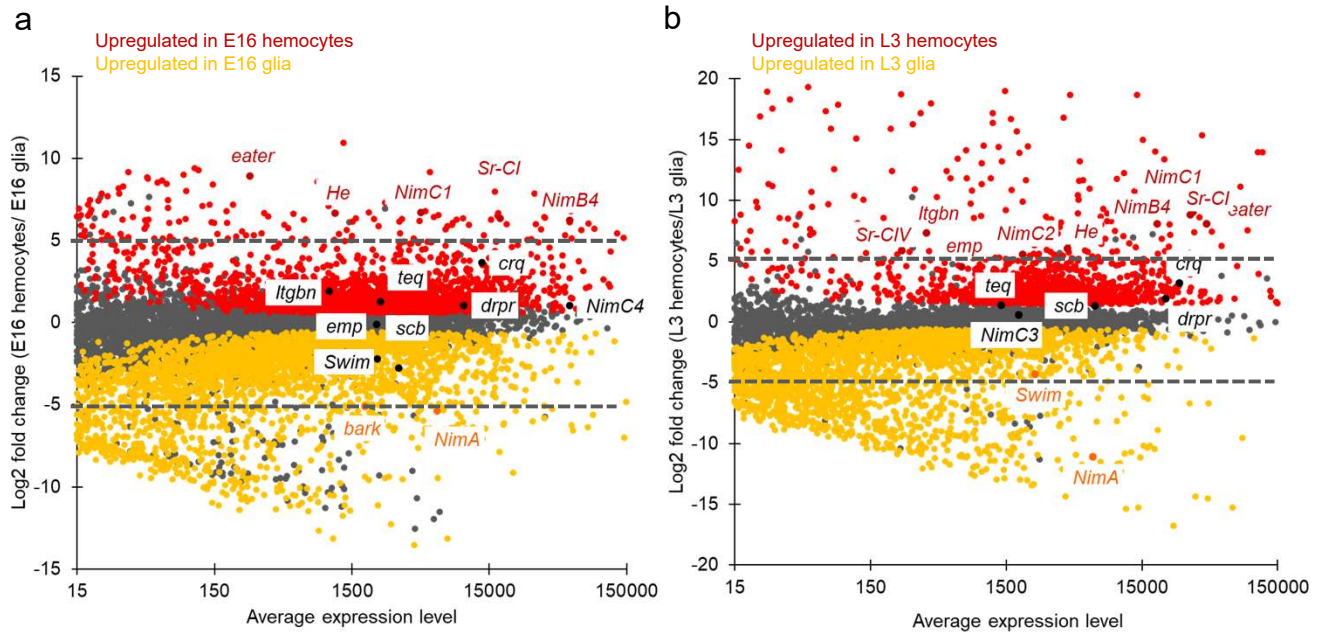 a
Upregulated in E16 hemocytes
Upregulated in E16 glia
Log2 fold change (E16 hemocytes/ E16 glia)
15
10
5
0
-5
-10
-15
eater
He
NimC1
Sr-CI
NimB4
Itgbn
teq
crq
drpr
NimC4
emp
scb
Swim
bark
NimA
15
150
1500
15000
150000
Average expression level
b
Upregulated in L3 hemocytes
Upregulated in L3 glia
Log2 fold change (L3 hemocytes/L3 glia)
20
15
10
5
0
-5
-10
-15
-20
NimC1
Itgbn
NimB4
Sr-CI
eater
Sr-CIV
emp
NimC2
He
crq
teq
scb
drpr
NimC3
Swim
NimA
15
150
1500
15000
150000
Average expression level